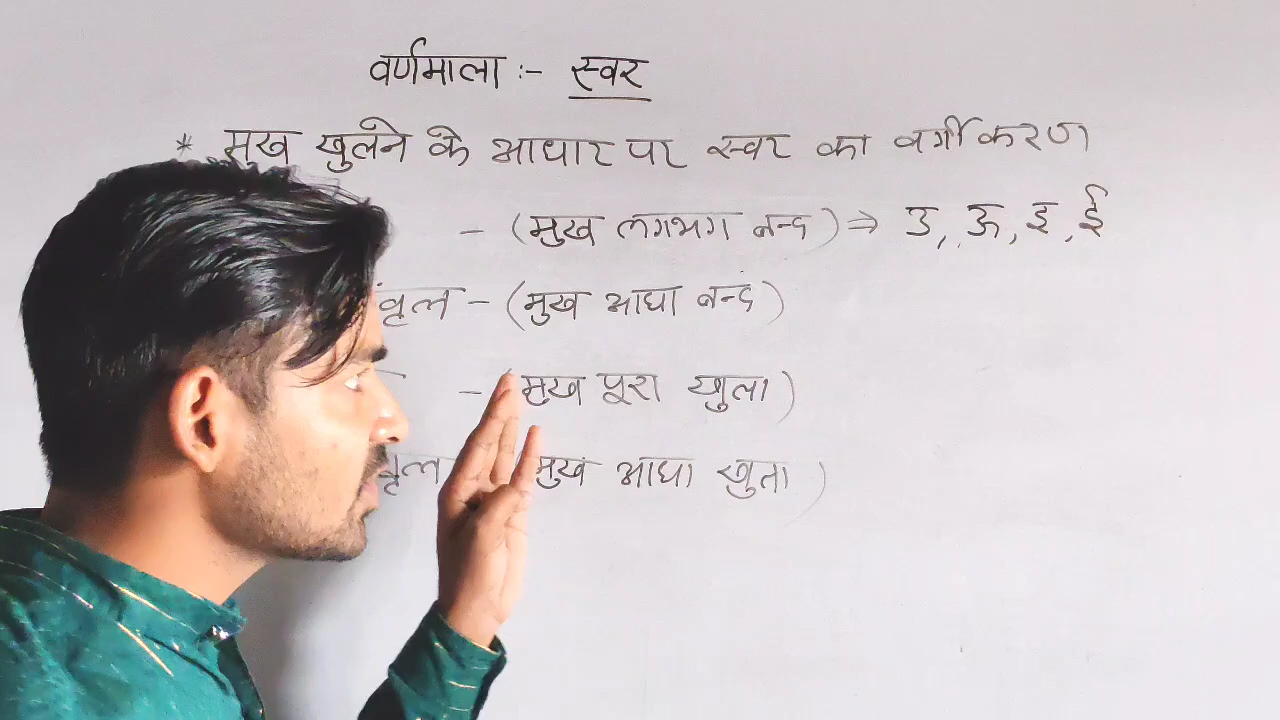 वर्णमाला :- स्वर
* मुख खुलने के आधार पर स्वर का वर्गीकरण
- (मुख लगभग बन्द) ⇒ उ, ऊ, इ, ई
ंवृत - (मुख आधा बन्द)
- (मुख पूरा खुला)
वृत मुख आधा खुला)